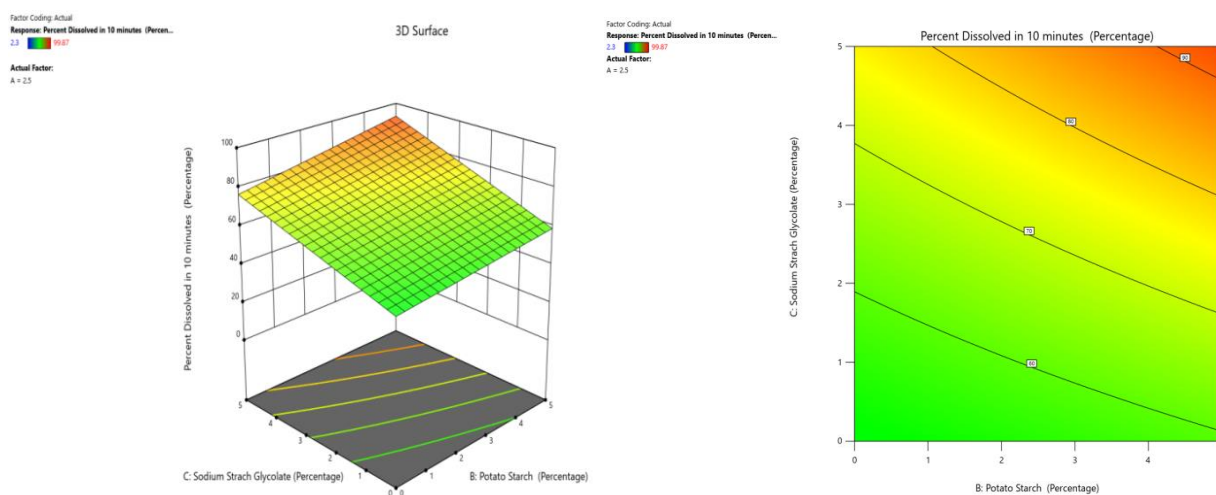 Factor Coding: Actual
Response: Percent Dissolved in 10 minutes (Percen...
2.3 99.87
Actual Factor:
A = 2.5
3D Surface
100
80
60
40
20
0
Percent Dissolved in 10 minutes (Percentage)
5
4
3
2
1
0
C: Sodium Strach Glycolate (Percentage)
0
1
2
3
4
5
B: Potato Starch (Percentage)
Factor Coding: Actual
Response: Percent Dissolved in 10 minutes (Percen...
2.3 99.87
Actual Factor:
A = 2.5
Percent Dissolved in 10 minutes (Percentage)
5
4
3
2
1
0
C: Sodium Strach Glycolate (Percentage)
90
80
70
60
0 1 2 3 4
B: Potato Starch (Percentage)